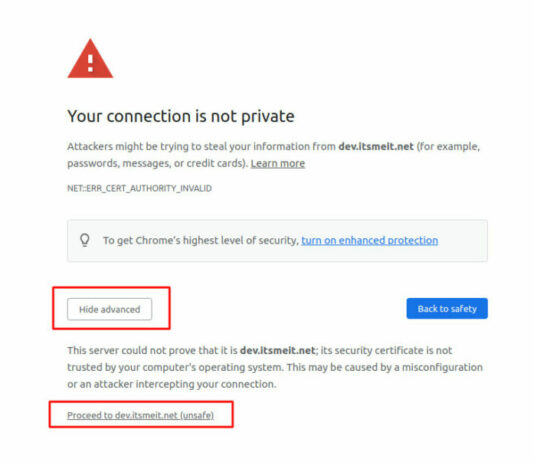 Your connection is not private
Attackers might be trying to steal your information from dev.itsmeit.net (for example,
passwords, messages, or credit cards). Learn more
NET::ERR_CERT_AUTHORITY_INVALID
To get Chrome's highest level of security, turn on enhanced protection
Hide advanced
Back to safety
This server could not prove that it is dev.itsmeit.net; its security certificate is not
trusted by your computer's operating system. This may be caused by a misconfiguration
or an attacker intercepting your connection.
Proceed to dev.itsmeit.net (unsafe)